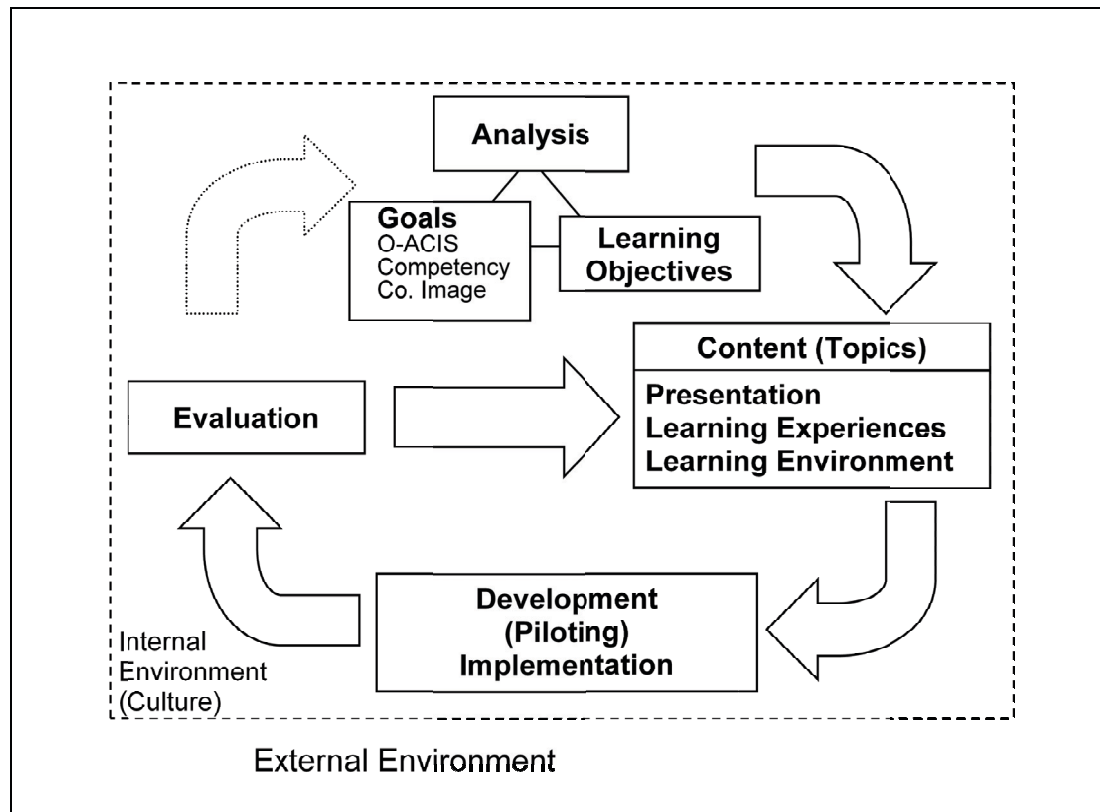 Analysis
Goals
O-ACIS
Competency
Co. Image
Learning
Objectives
Content (Topics)
Presentation
Learning Experiences
Learning Environment
Evaluation
Development
(Piloting)
Implementation
Internal
Environment
(Culture)
External Environment